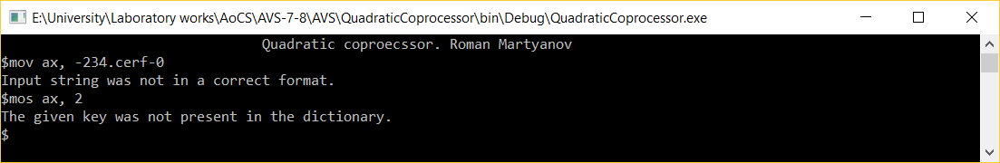 E:\University\Laboratory works\AoCS\AVS-7-8\AVS\QuadraticCoprocessor\bin\Debug\QuadraticCoprocessor.exe
Quadratic coproecssor. Roman Martyanov
$mov ax, -234.cerf-0
Input string was not in a correct format.
$mos ax, 2
The given key was not present in the dictionary.
$